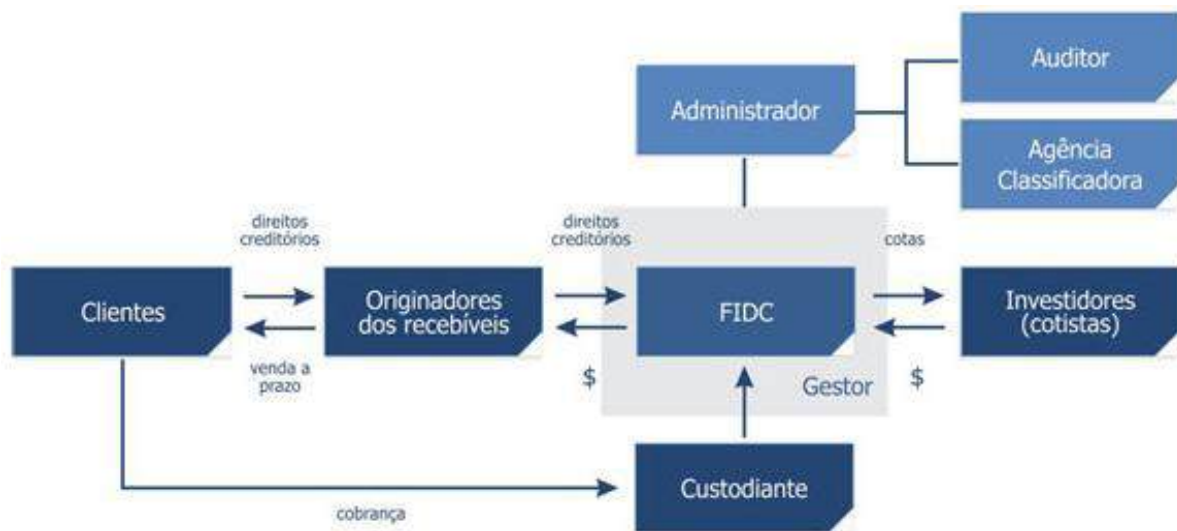 Auditor
Administrador
Agência
Classificadora
direitos
creditórios
direitos
creditórios
cotas
Clientes
Originadores
dos recebíveis
FIDC
Investidores
(cotistas)
venda a
prazo
$
Gestor
$
Custodiante
cobrança